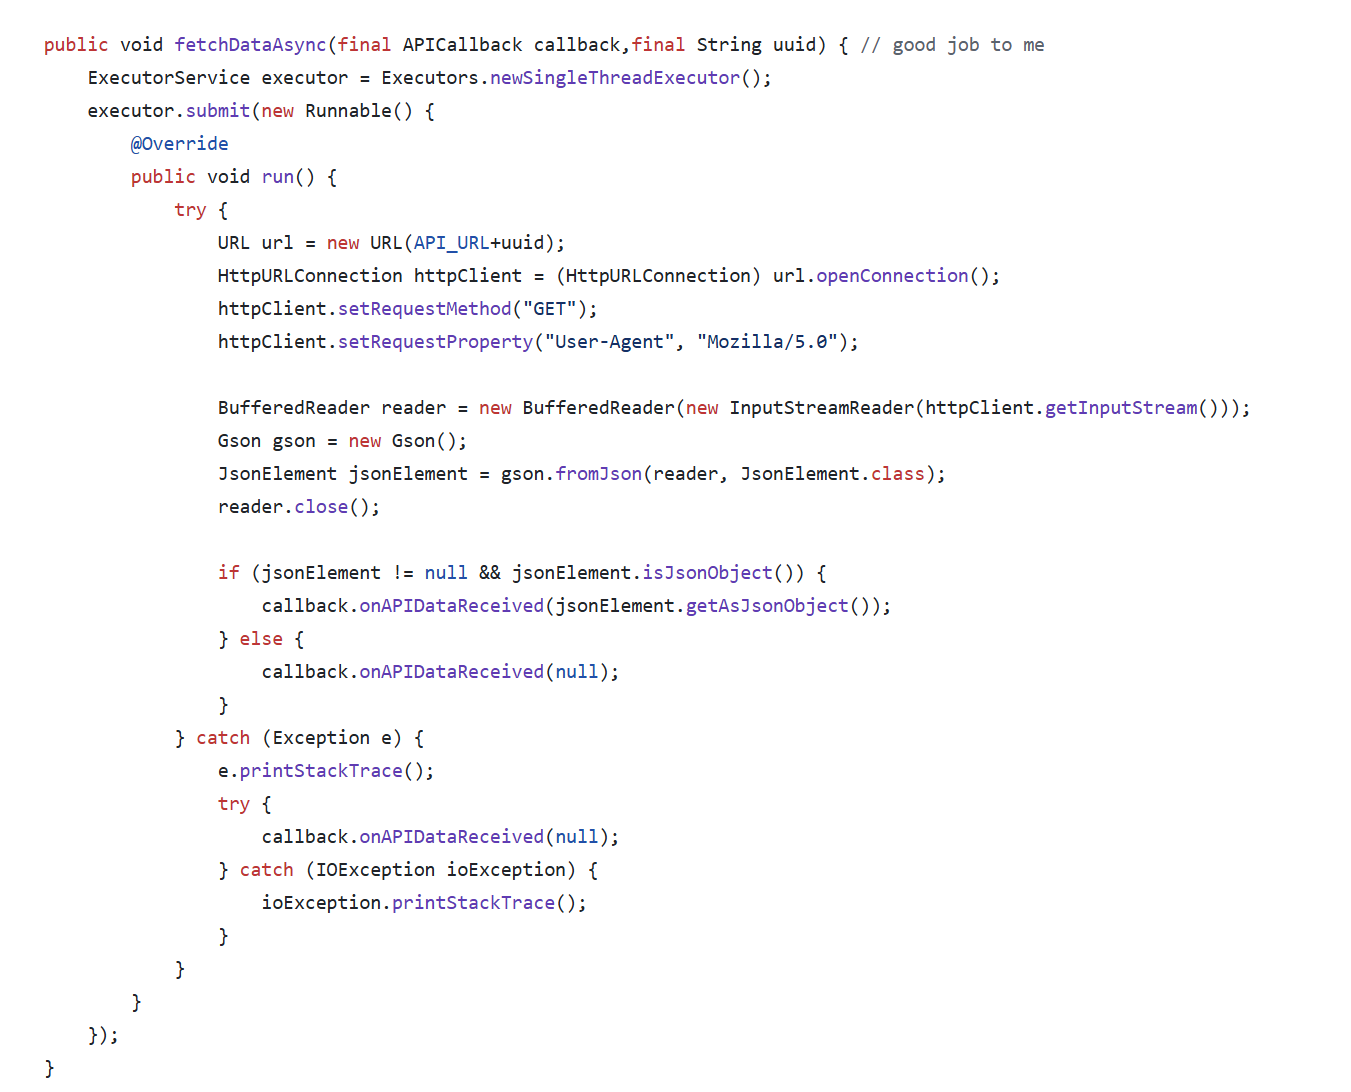 public void fetchDataAsync(final APICallback callback,final String uuid) { // good job to me
    ExecutorService executor = Executors.newSingleThreadExecutor();
    executor.submit(new Runnable() {
        @Override
        public void run() {
            try {
                URL url = new URL(API_URL+uuid);
                HttpURLConnection httpClient = (HttpURLConnection) url.openConnection();
                httpClient.setRequestMethod("GET");
                httpClient.setRequestProperty("User-Agent", "Mozilla/5.0");

                BufferedReader reader = new BufferedReader(new InputStreamReader(httpClient.getInputStream()));
                Gson gson = new Gson();
                JsonElement jsonElement = gson.fromJson(reader, JsonElement.class);
                reader.close();

                if (jsonElement != null && jsonElement.isJsonObject()) {
                    callback.onAPIDataReceived(jsonElement.getAsJsonObject());
                } else {
                    callback.onAPIDataReceived(null);
                }
            } catch (Exception e) {
                e.printStackTrace();
                try {
                    callback.onAPIDataReceived(null);
                } catch (IOException ioException) {
                    ioException.printStackTrace();
                }
            }
        }
    });
}